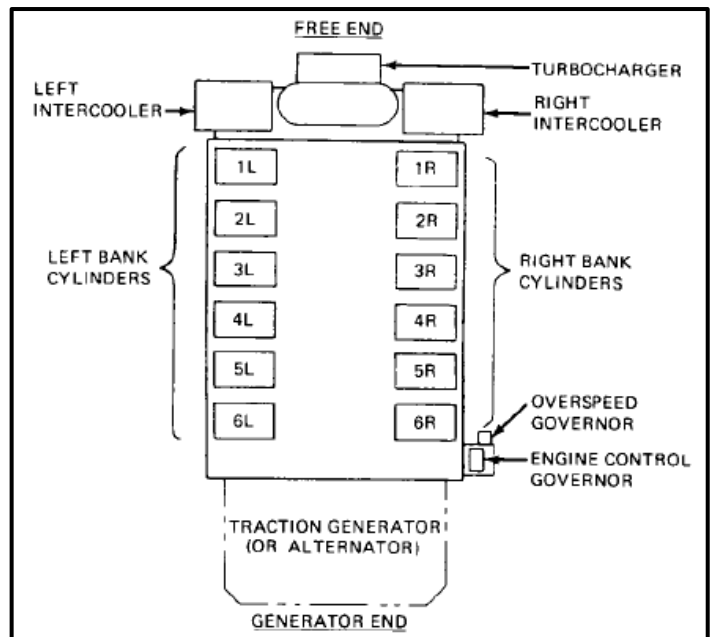 FREE END
TURBOCHARGER
LEFT
INTERCOOLER
RIGHT
INTERCOOLER
1L
1R
2L
2R
LEFT BANK
CYLINDERS
3L
3R
RIGHT BANK
CYLINDERS
4L
4R
5L
5R
6L
6R
OVERSPEED
GOVERNOR
ENGINE CONTROL
GOVERNOR
TRACTION GENERATOR
(OR ALTERNATOR)
GENERATOR END